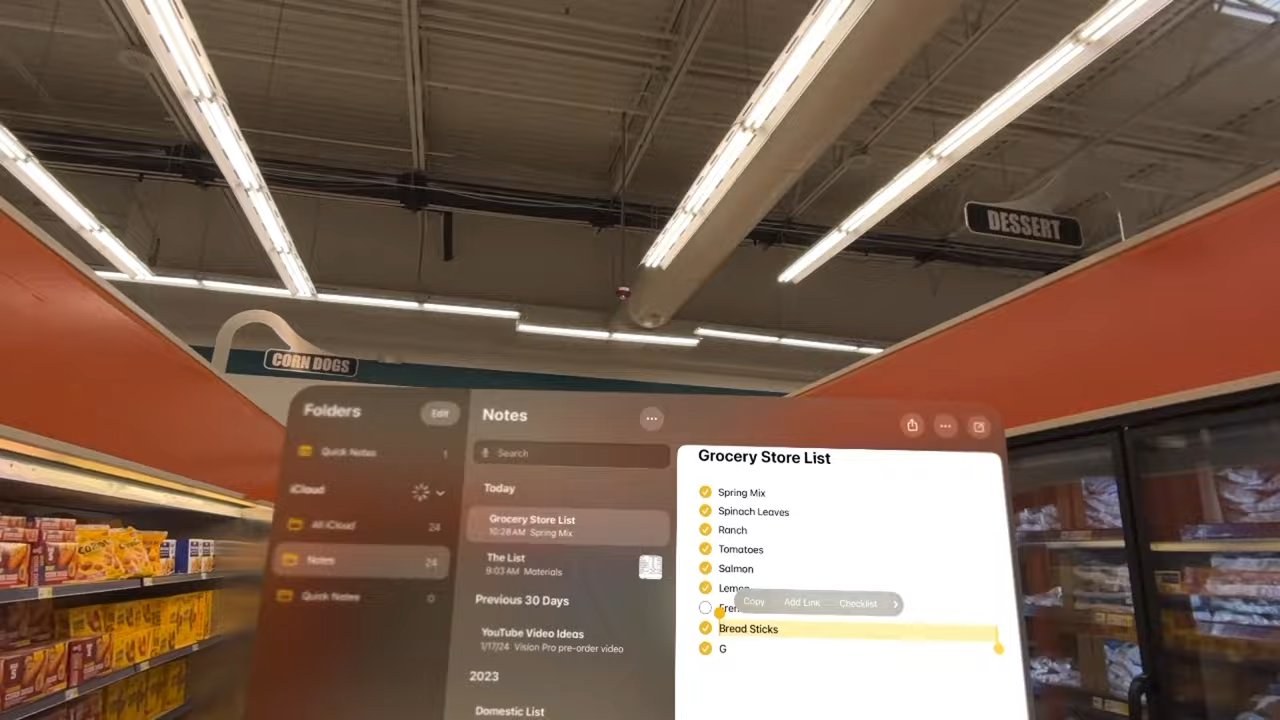 DESSERT
CORN DOGS
Folders
Edit
Quick Notes
1
iCloud
All iCloud
24
Notes
24
Quick Notes
0
Notes
Search
Today
Grocery Store List
10:28 AM Spring Mix
The List
9:03 AM Materials
Previous 30 Days
YouTube Video Ideas
1/17/24 Vision Pro pre-order video
2023
Domestic List
Grocery Store List
Spring Mix
Spinach Leaves
Ranch
Tomatoes
Salmon
Lemon
Copy Add Link Checklist
Bread Sticks
G